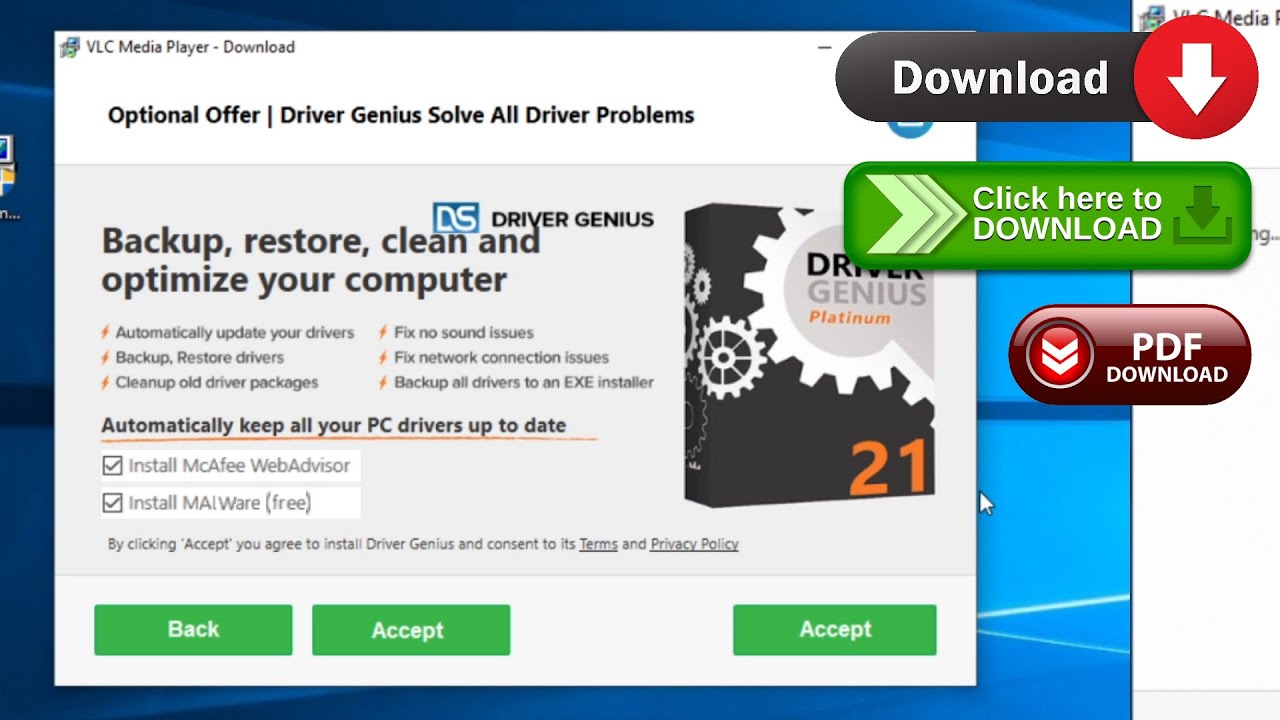 VLC Media Player - Download
VLC Media P
Download
Optional Offer | Driver Genius Solve All Driver Problems
Click here to
DOWNLOAD
DS DRIVER GENIUS
Backup, restore, clean and
optimize your computer
DRIVER
GENIUS
Platinum
PDF
DOWNLOAD
Automatically update your drivers
Fix no sound issues
Backup, Restore drivers
Fix network connection issues
Cleanup old driver packages
Backup all drivers to an EXE installer
Automatically keep all your PC drivers up to date
21
Install McAfee WebAdvisor
Install MAlWare (free)
By clicking 'Accept' you agree to install Driver Genius and consent to its Terms and Privacy Policy
Back
Accept
Accept